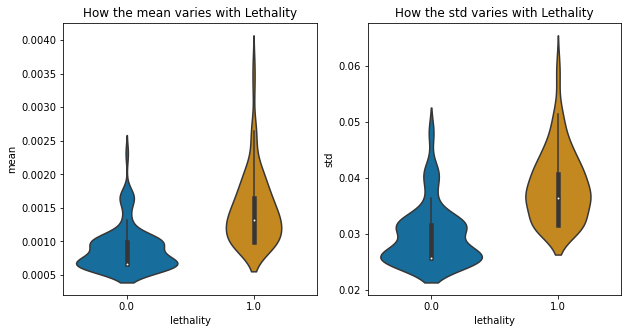 How the mean varies with Lethality
0.0040
0.0035
0.0030
0.0025
0.0020
0.0015
0.0010
0.0005
mean
0.0
1.0
lethality
How the std varies with Lethality
0.06
0.05
0.04
0.03
0.02
std
0.0
1.0
lethality